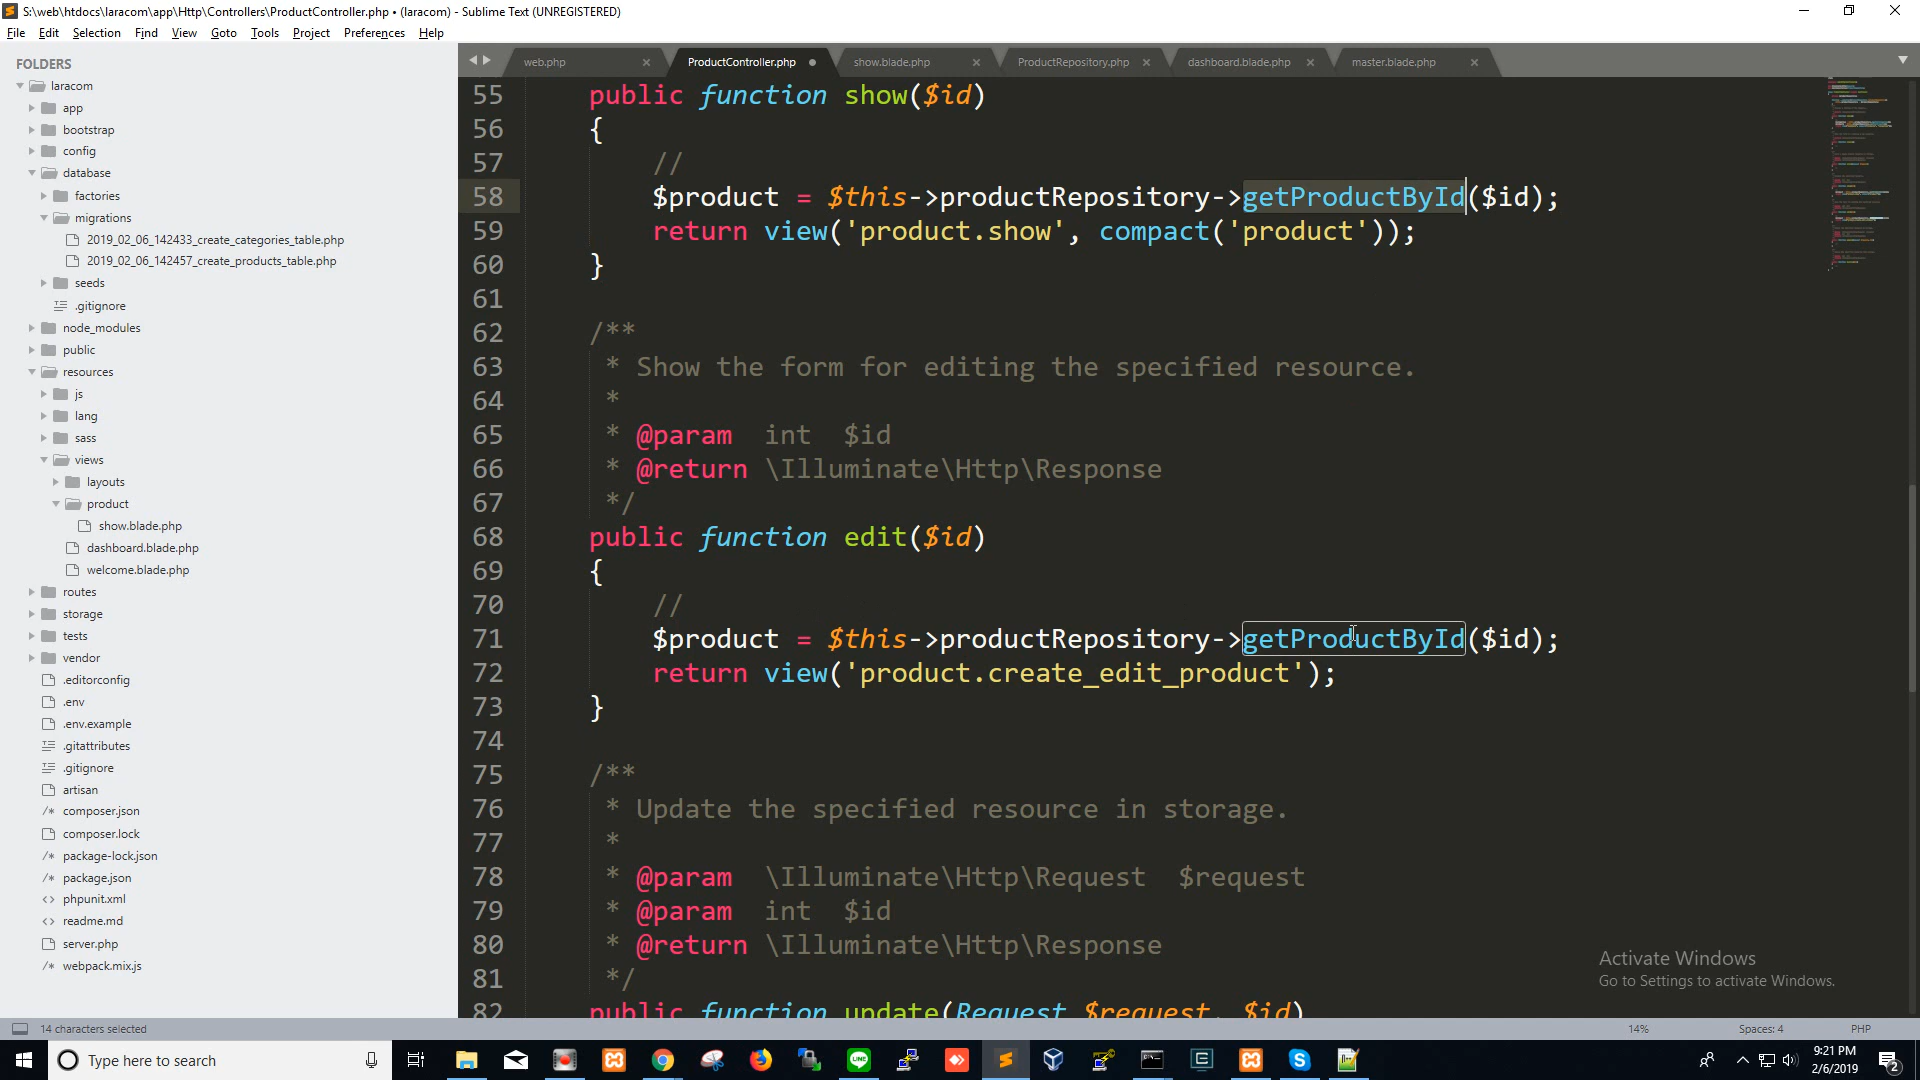 S:\web\htdocs\laracom\app\Http\Controllers\ProductController.php • (laracom) - Sublime Text (UNREGISTERED)
File Edit Selection Find View Goto Tools Project Preferences Help
FOLDERS
laracom
app
bootstrap
config
database
factories
migrations
2019_02_06_142433_create_categories_table.php
2019_02_06_142457_create_products_table.php
seeds
.gitignore
node_modules
public
resources
js
lang
sass
views
layouts
product
show.blade.php
dashboard.blade.php
welcome.blade.php
routes
storage
tests
vendor
.editorconfig
.env
.env.example
.gitattributes
.gitignore
artisan
composer.json
composer.lock
package-lock.json
package.json
phpunit.xml
readme.md
server.php
webpack.mix.js
web.php ProductController.php show.blade.php ProductRepository.php dashboard.blade.php master.blade.php
55 public function show($id)
56 {
57 //
58 $product = $this->productRepository->getProductById($id);
59 return view('product.show', compact('product'));
60 }
61
62 /**
63 * Show the form for editing the specified resource.
64 *
65 * @param int $id
66 * @return \Illuminate\Http\Response
67 */
68 public function edit($id)
69 {
70 //
71 $product = $this->productRepository->getProductById($id);
72 return view('product.create_edit_product');
73 }
74
75 /**
76 * Update the specified resource in storage.
77 *
78 * @param \Illuminate\Http\Request $request
79 * @param int $id
80 * @return \Illuminate\Http\Response
81 */
82 public function update(Request $request, $id)
Activate Windows
Go to Settings to activate Windows.
14 characters selected 14% Spaces: 4 PHP
Type here to search
9:21 PM
2/6/2019
2